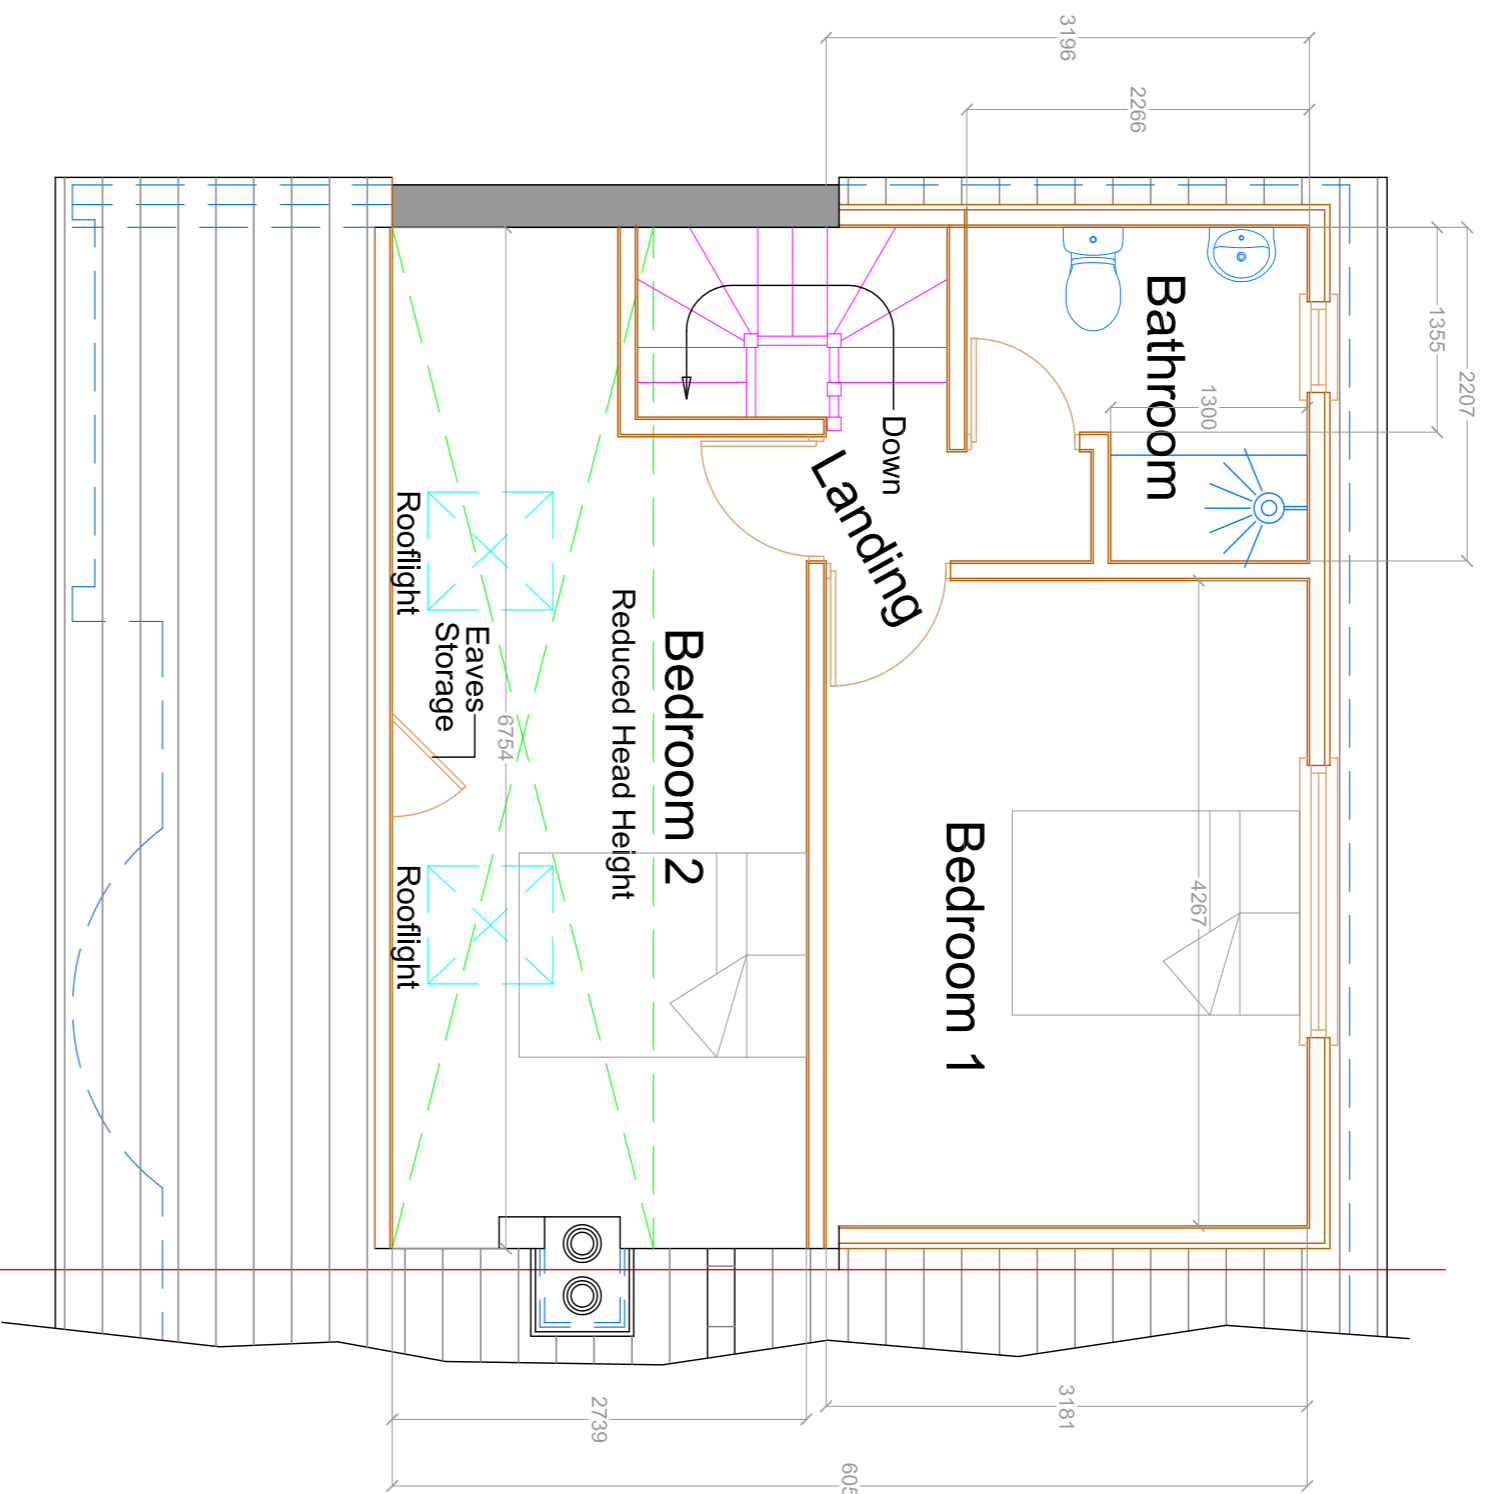 3196
2266
1355
2207
1300
Bathroom
Down
Landing
Bedroom 1
4267
Bedroom 2
Reduced Head Height
Rooflight
Eaves
Storage
6754
Rooflight
2739
3181